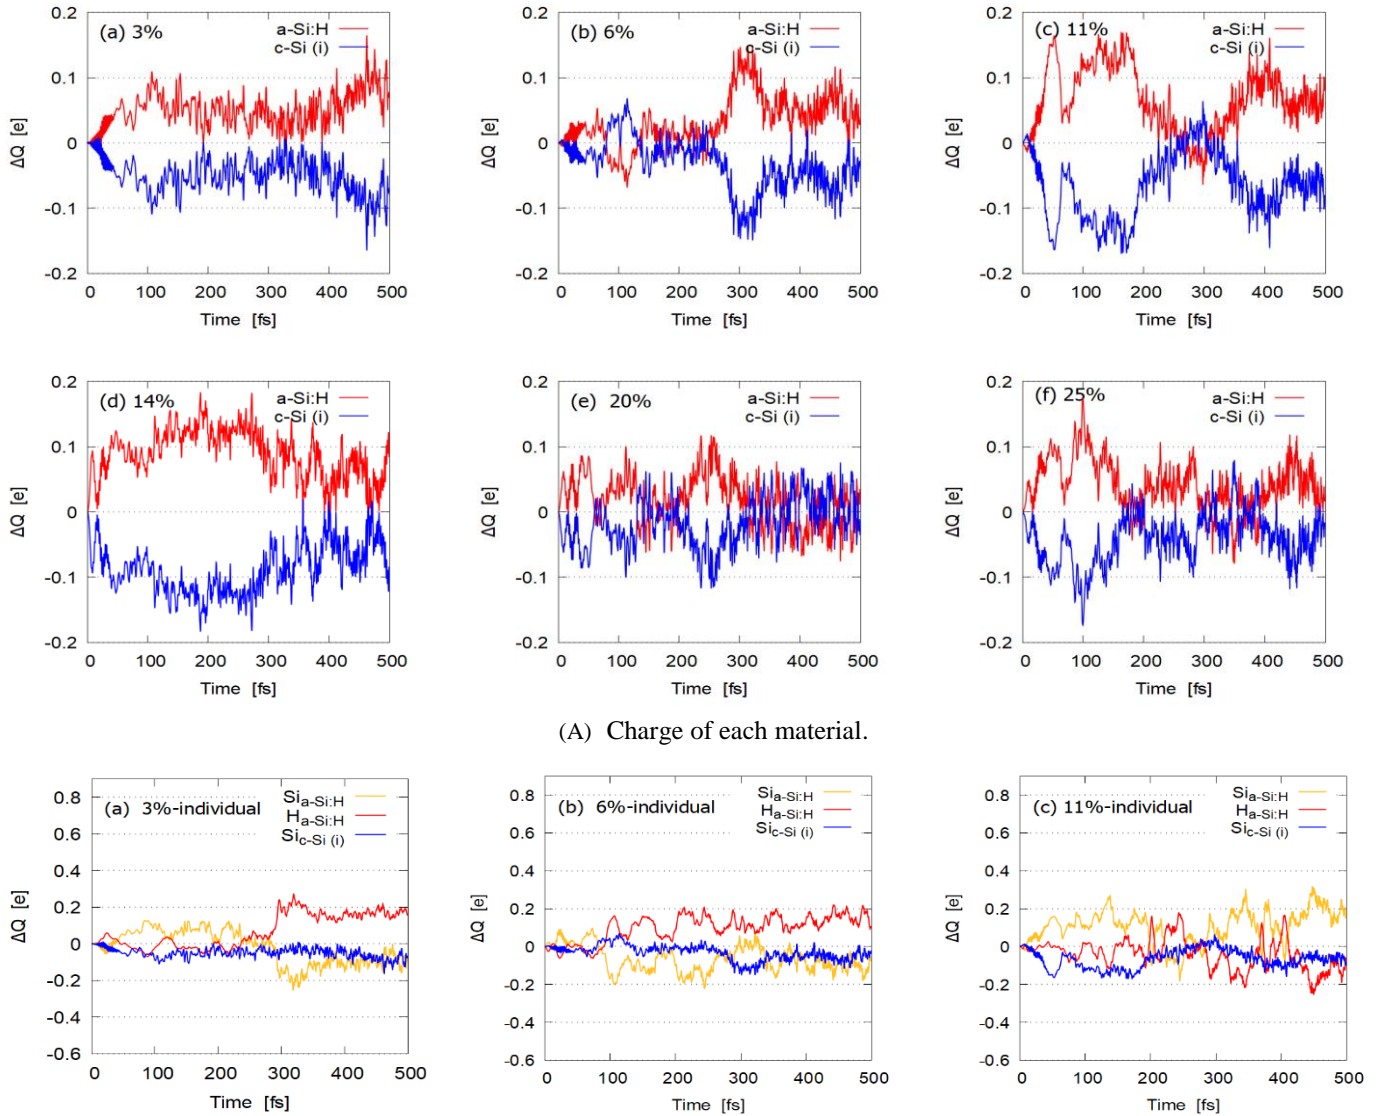 (a) 3%
a-Si:H
c-Si (i)
0.2
0.1
0
-0.1
-0.2
ΔQ [e]
0 100 200 300 400 500
Time [fs]
(b) 6%
a-Si:H
c-Si (i)
0.2
0.1
0
-0.1
-0.2
ΔQ [e]
0 100 200 300 400 500
Time [fs]
(c) 11%
a-Si:H
c-Si (i)
0.2
0.1
0
-0.1
-0.2
ΔQ [e]
0 100 200 300 400 500
Time [fs]
(d) 14%
a-Si:H
c-Si (i)
0.2
0.1
0
-0.1
-0.2
ΔQ [e]
0 100 200 300 400 500
Time [fs]
(e) 20%
a-Si:H
c-Si (i)
0.2
0.1
0
-0.1
-0.2
ΔQ [e]
0 100 200 300 400 500
Time [fs]
(f) 25%
a-Si:H
c-Si (i)
0.2
0.1
0
-0.1
-0.2
ΔQ [e]
0 100 200 300 400 500
Time [fs]
(A) Charge of each material.
(a) 3%-individual
Si a-Si:H
H a-Si:H
Si c-Si (i)
0.8
0.6
0.4
0.2
0
-0.2
-0.4
-0.6
ΔQ [e]
0 100 200 300 400 500
Time [fs]
(b) 6%-individual
Si a-Si:H
H a-Si:H
Si c-Si (i)
0.8
0.6
0.4
0.2
0
-0.2
-0.4
-0.6
ΔQ [e]
0 100 200 300 400 500
Time [fs]
(c) 11%-individual
Si a-Si:H
H a-Si:H
Si c-Si (i)
0.8
0.6
0.4
0.2
0
-0.2
-0.4
-0.6
ΔQ [e]
0 100 200 300 400 500
Time [fs]